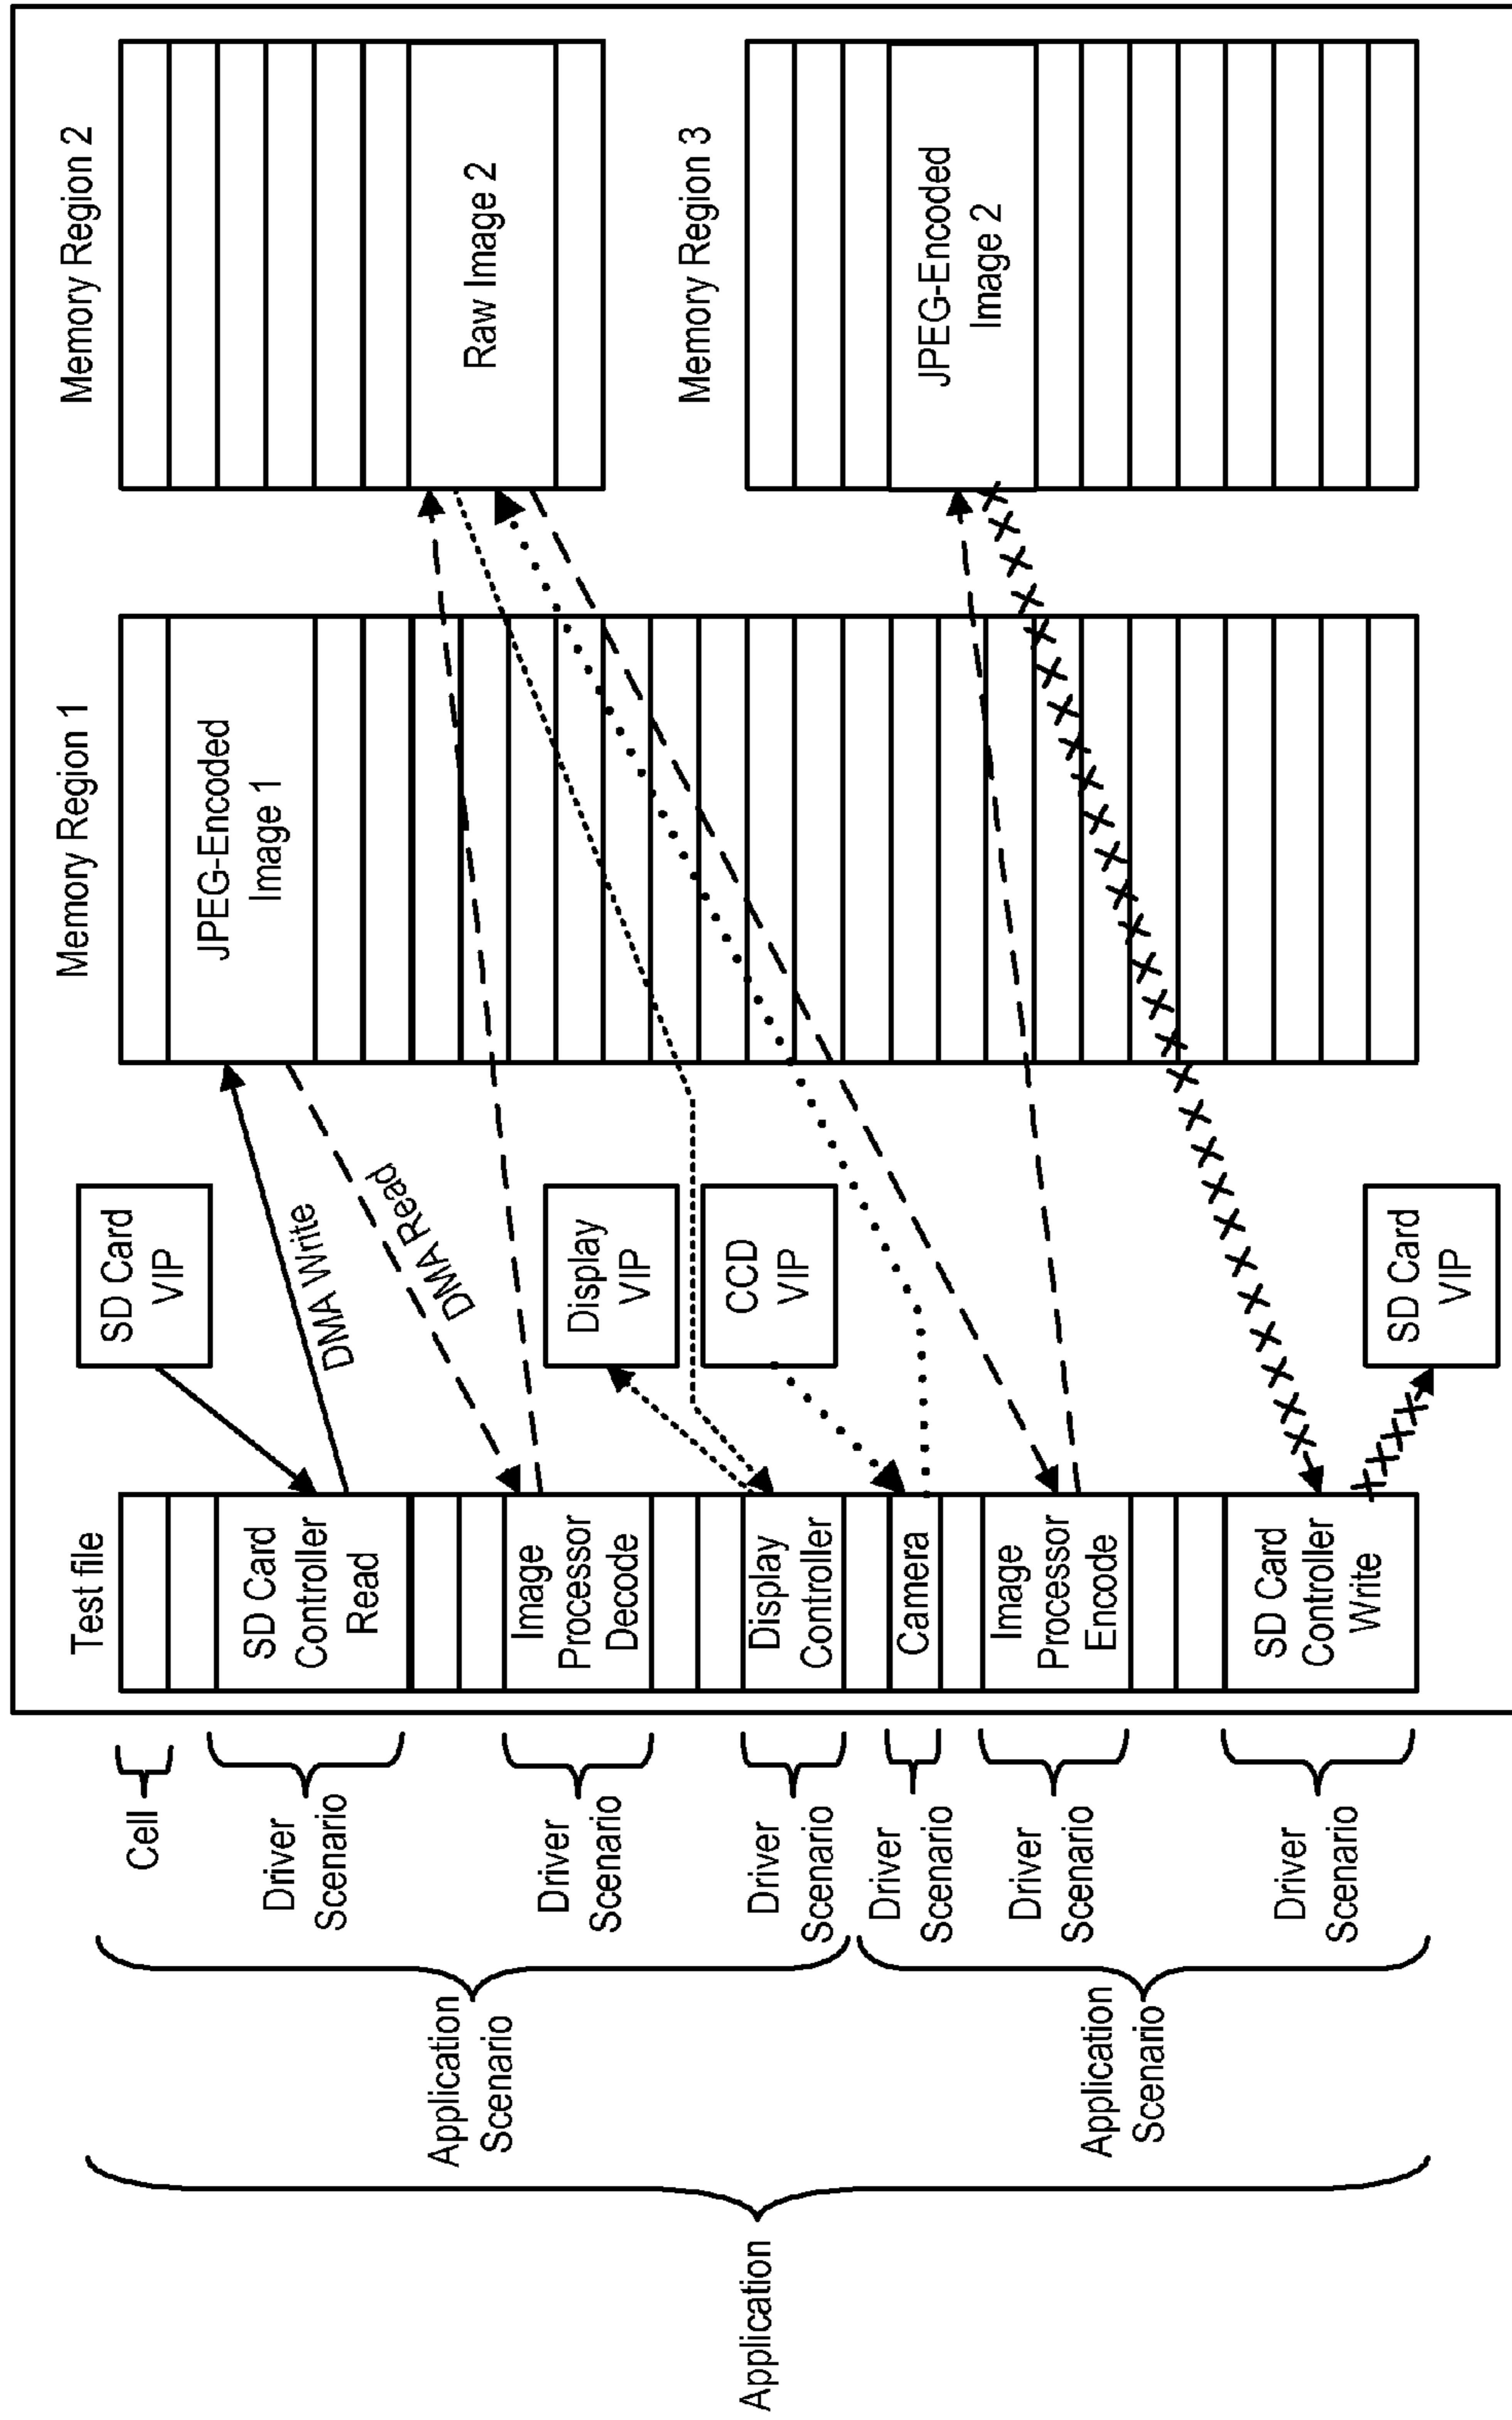 Application
Application
Scenario
Application
Scenario
Cell
Driver
Scenario
Driver
Scenario
Driver
Scenario
Driver
Scenario
Driver
Scenario
Driver
Scenario
Test file
SD Card
Controller
Read
Image
Processor
Decode
Display
Controller
Camera
Image
Processor
Encode
SD Card
Controller
Write
SD Card
VIP
DMA Write
DMA Read
Display
VIP
CCD
VIP
SD Card
VIP
Memory Region 1
JPEG-Encoded
Image 1
Memory Region 2
Raw Image 2
Memory Region 3
JPEG-Encoded
Image 2